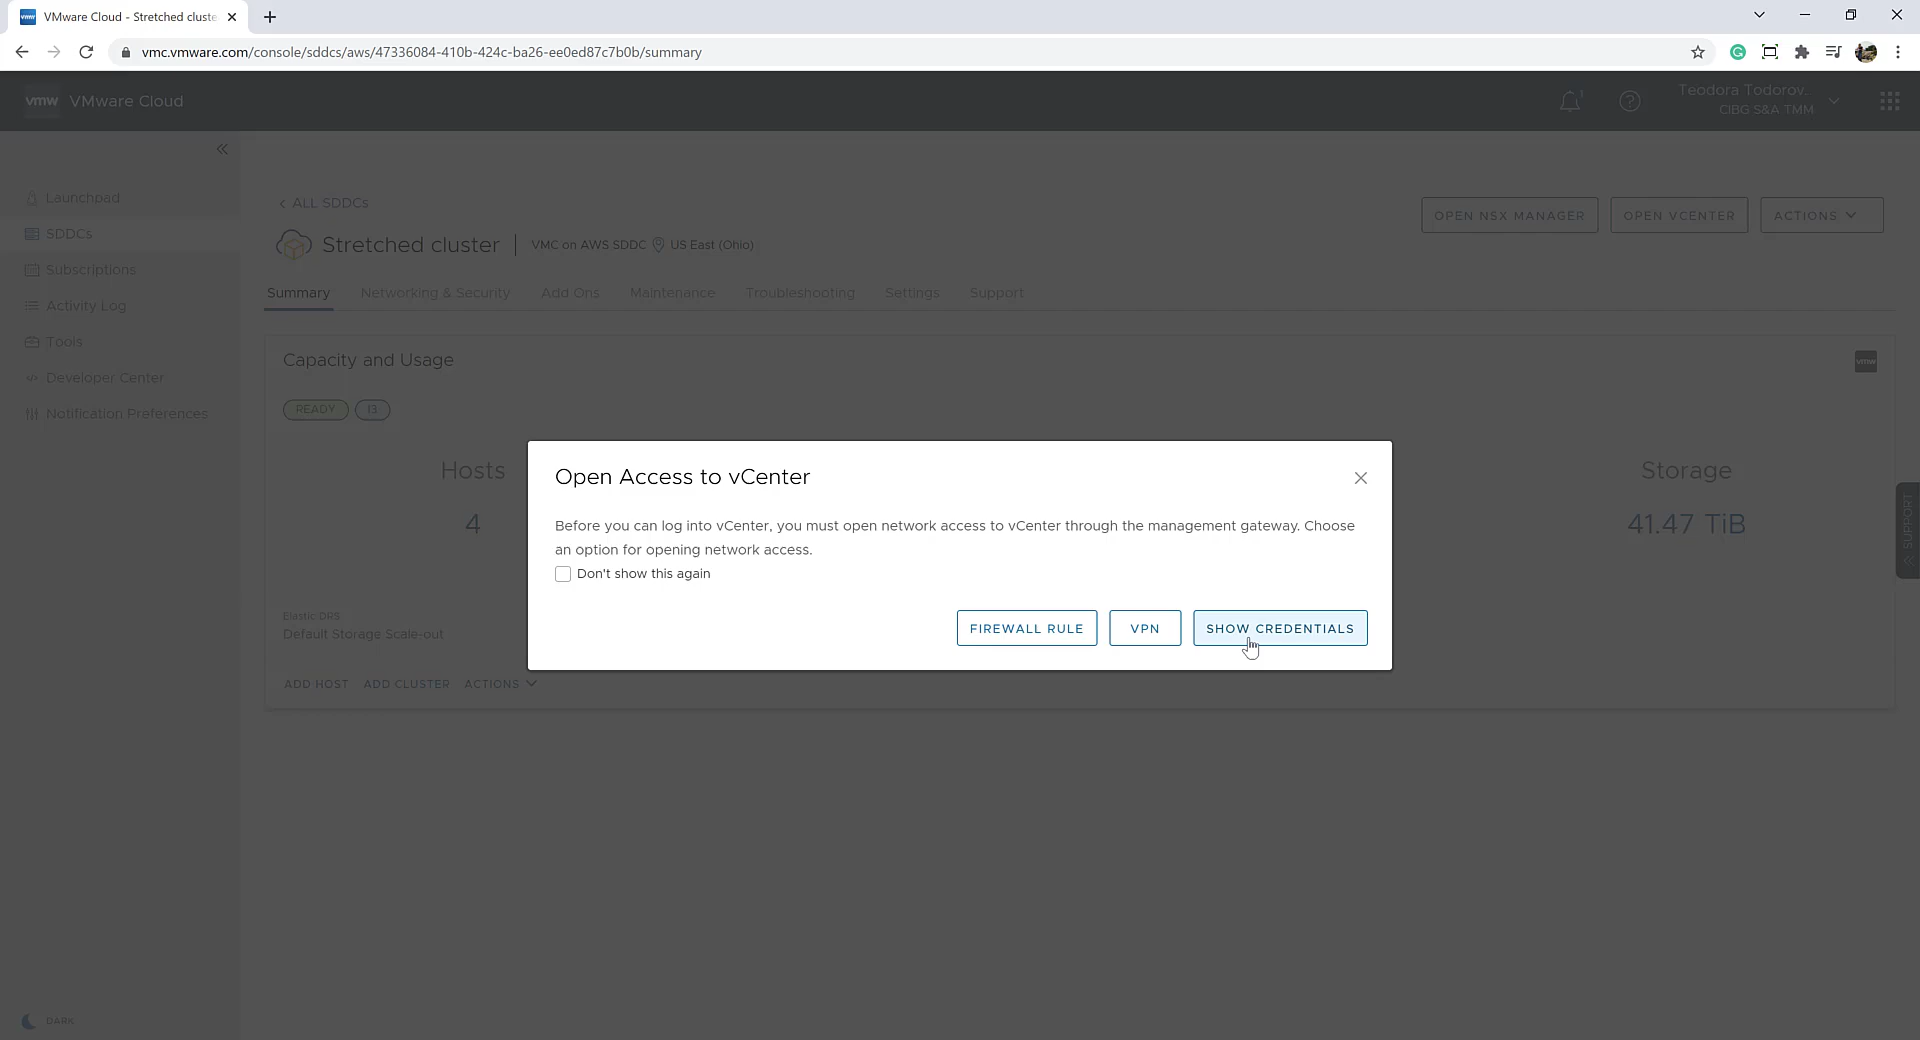 VMware Cloud - Stretched cluste
vmc.vmware.com/console/sddcs/aws/47336084-410b-424c-ba26-ee0ed87c7b0b/summary
vmw VMware Cloud
Teodora Todorov...
CIBG S&A TMM
Launchpad
SDDCs
Subscriptions
Activity Log
Tools
Developer Center
Notification Preferences
DARK
ALL SDDCs
Stretched cluster
VMC on AWS SDDC US East (Ohio)
OPEN NSX MANAGER OPEN VCENTER ACTIONS
Summary Networking & Security Add Ons Maintenance Troubleshooting Settings Support
Capacity and Usage
vmw
READY I3
Hosts
4
Storage
41.47 TiB
Elastic DRS
Default Storage Scale-out
ADD HOST ADD CLUSTER ACTIONS
Open Access to vCenter
Before you can log into vCenter, you must open network access to vCenter through the management gateway. Choose
an option for opening network access.
Don't show this again
FIREWALL RULE VPN SHOW CREDENTIALS
SUPPORT